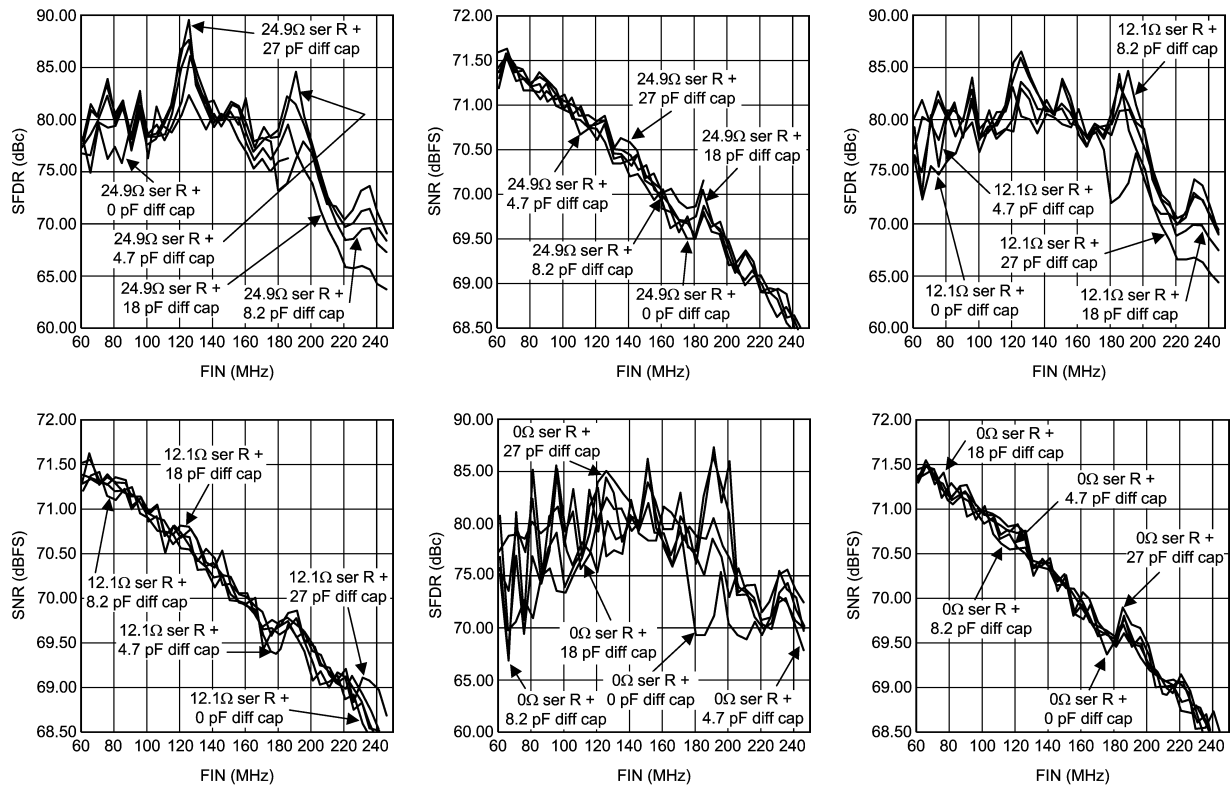 90.00
85.00
80.00
75.00
70.00
65.00
60.00
SFDR (dBc)
24.9Ω ser R +
27 pF diff cap
24.9Ω ser R +
0 pF diff cap
24.9Ω ser R +
4.7 pF diff cap
24.9Ω ser R +
18 pF diff cap
24.9Ω ser R +
8.2 pF diff cap
60 80 100 120 140 160 180 200 220 240
FIN (MHz)
72.00
71.50
71.00
70.50
70.00
69.50
69.00
68.50
SNR (dBFS)
24.9Ω ser R +
27 pF diff cap
24.9Ω ser R +
18 pF diff cap
24.9Ω ser R +
4.7 pF diff cap
24.9Ω ser R +
8.2 pF diff cap
24.9Ω ser R +
0 pF diff cap
60 80 100 120 140 160 180 200 220 240
FIN (MHz)
90.00
85.00
80.00
75.00
70.00
65.00
60.00
SFDR (dBc)
12.1Ω ser R +
8.2 pF diff cap
12.1Ω ser R +
4.7 pF diff cap
12.1Ω ser R +
27 pF diff cap
12.1Ω ser R +
0 pF diff cap
12.1Ω ser R +
18 pF diff cap
60 80 100 120 140 160 180 200 220 240
FIN (MHz)
72.00
71.50
71.00
70.50
70.00
69.50
69.00
68.50
SNR (dBFS)
12.1Ω ser R +
18 pF diff cap
12.1Ω ser R +
8.2 pF diff cap
12.1Ω ser R +
27 pF diff cap
12.1Ω ser R +
4.7 pF diff cap
12.1Ω ser R +
0 pF diff cap
60 80 100 120 140 160 180 200 220 240
FIN (MHz)
90.00
85.00
80.00
75.00
70.00
65.00
60.00
SFDR (dBc)
0Ω ser R +
27 pF diff cap
0Ω ser R +
18 pF diff cap
0Ω ser R +
0 pF diff cap
0Ω ser R +
8.2 pF diff cap
0Ω ser R +
4.7 pF diff cap
60 80 100 120 140 160 180 200 220 240
FIN (MHz)
72.00
71.50
71.00
70.50
70.00
69.50
69.00
68.50
SNR (dBFS)
0Ω ser R +
18 pF diff cap
0Ω ser R +
4.7 pF diff cap
0Ω ser R +
27 pF diff cap
0Ω ser R +
8.2 pF diff cap
0Ω ser R +
0 pF diff cap
60 80 100 120 140 160 180 200 220 240
FIN (MHz)